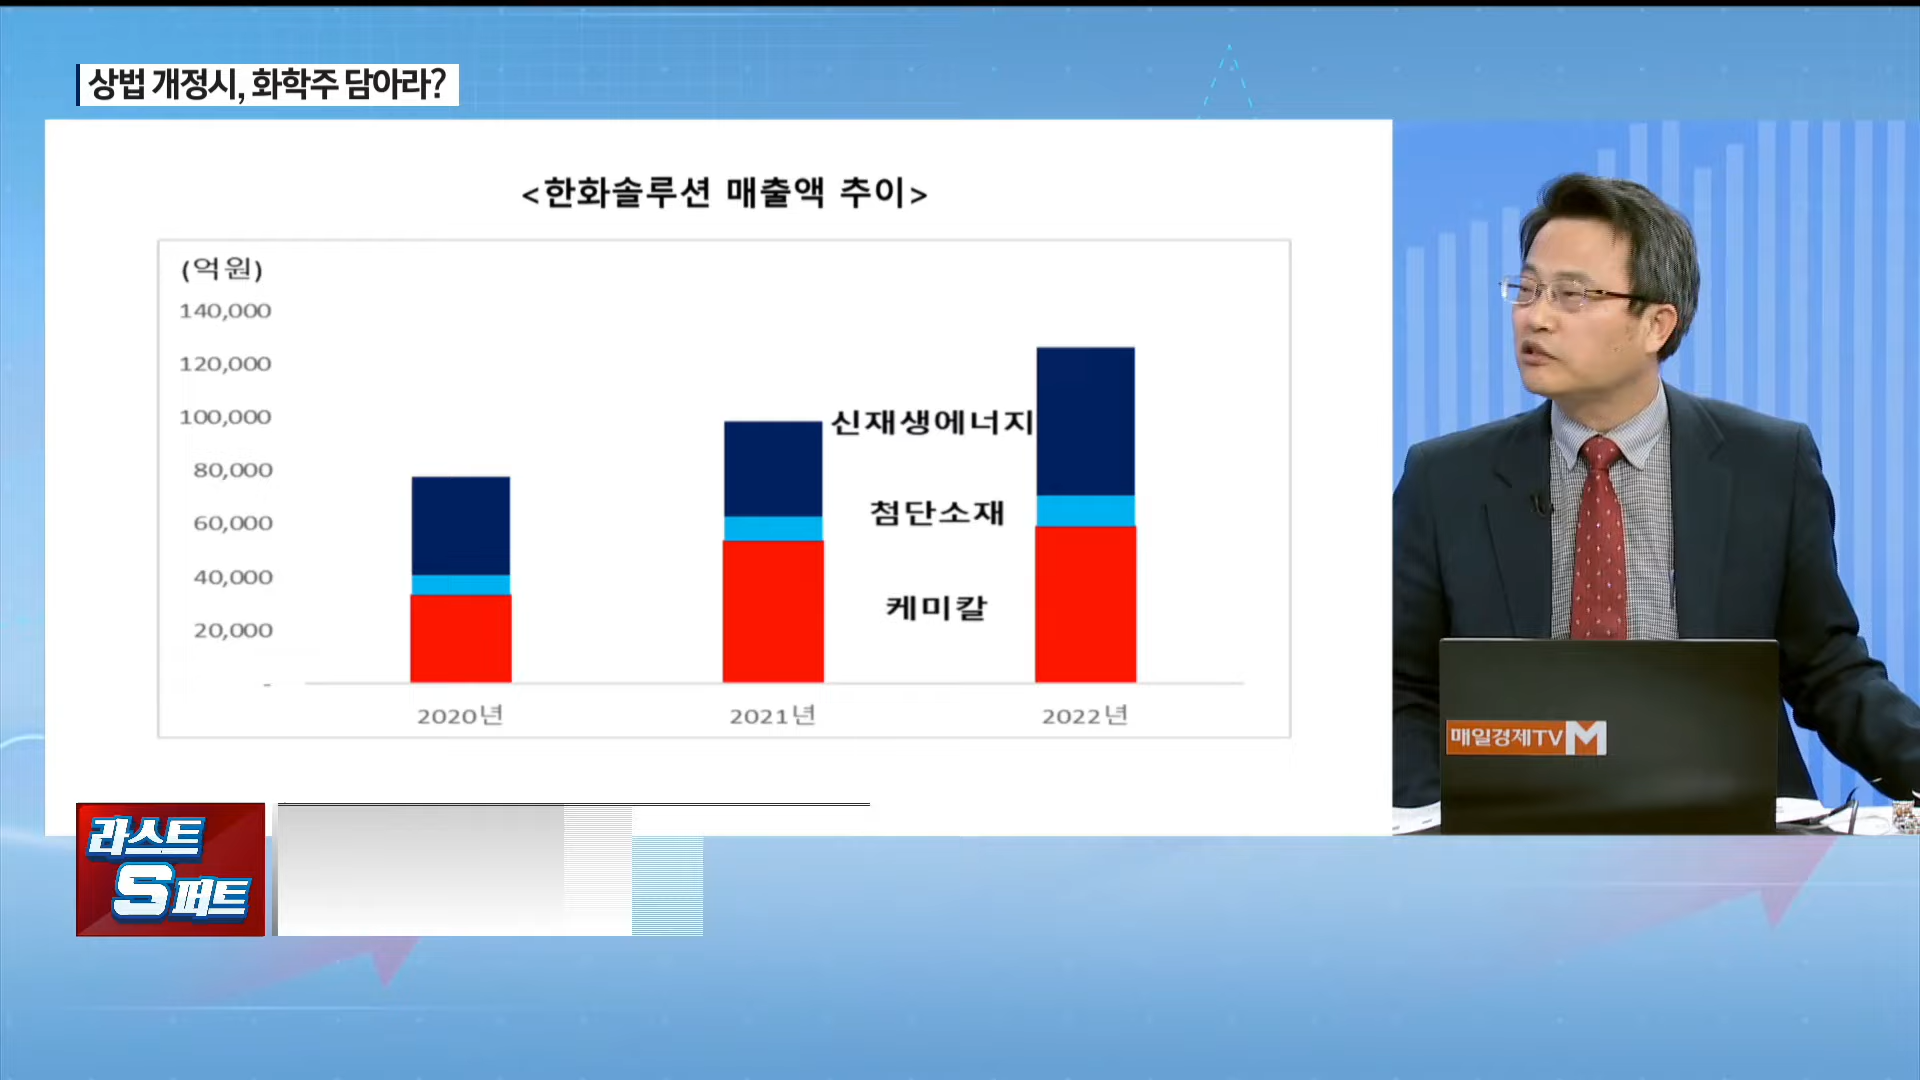 상법 개정시, 화학주 담아라?
<한화솔루션 매출액 추이>
(억원)
140,000
120,000
100,000
80,000
60,000
40,000
20,000
-
신재생에너지
첨단소재
케미칼
2020년
2021년
2022년
매일경제TV M
라스트
S퍼트